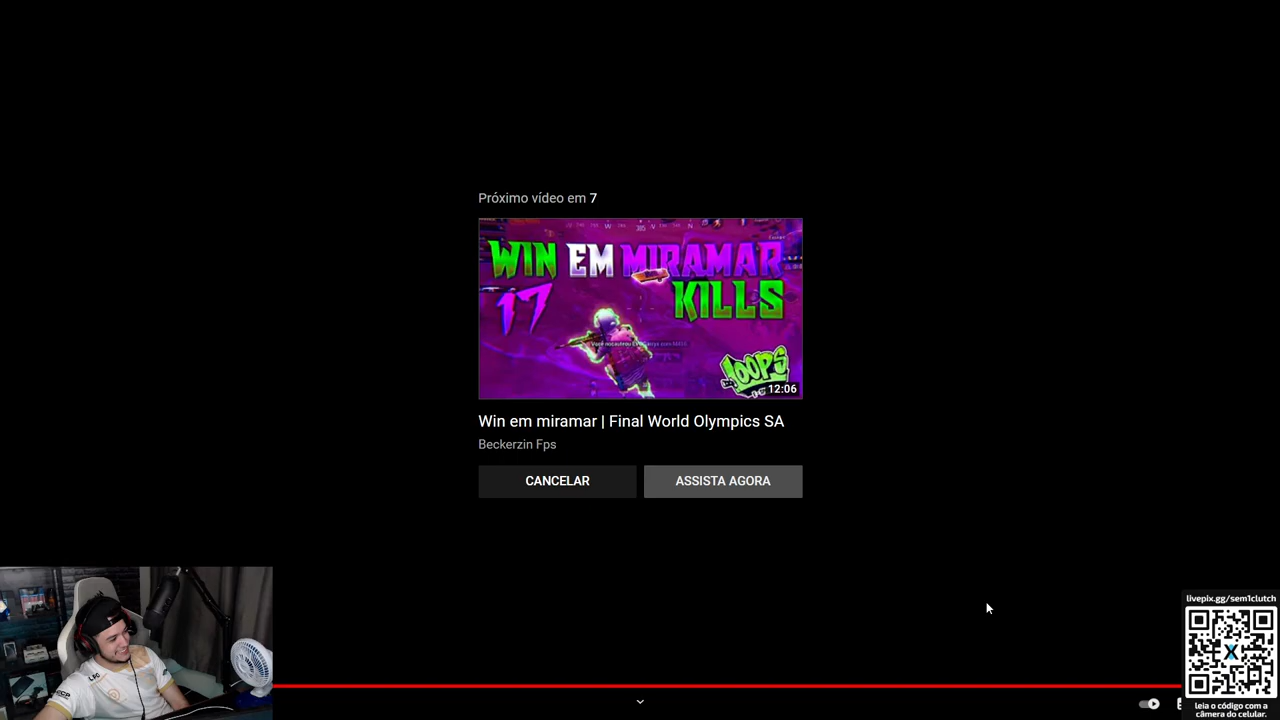 Próximo vídeo em 7
WIN EM MIRAMAR
17 KILLS
LOOPS
12:06
Win em miramar | Final World Olympics SA
Beckerzin Fps
CANCELAR
ASSISTA AGORA
livepix.gg/sem1clutch
leia o código com a
câmera do celular.